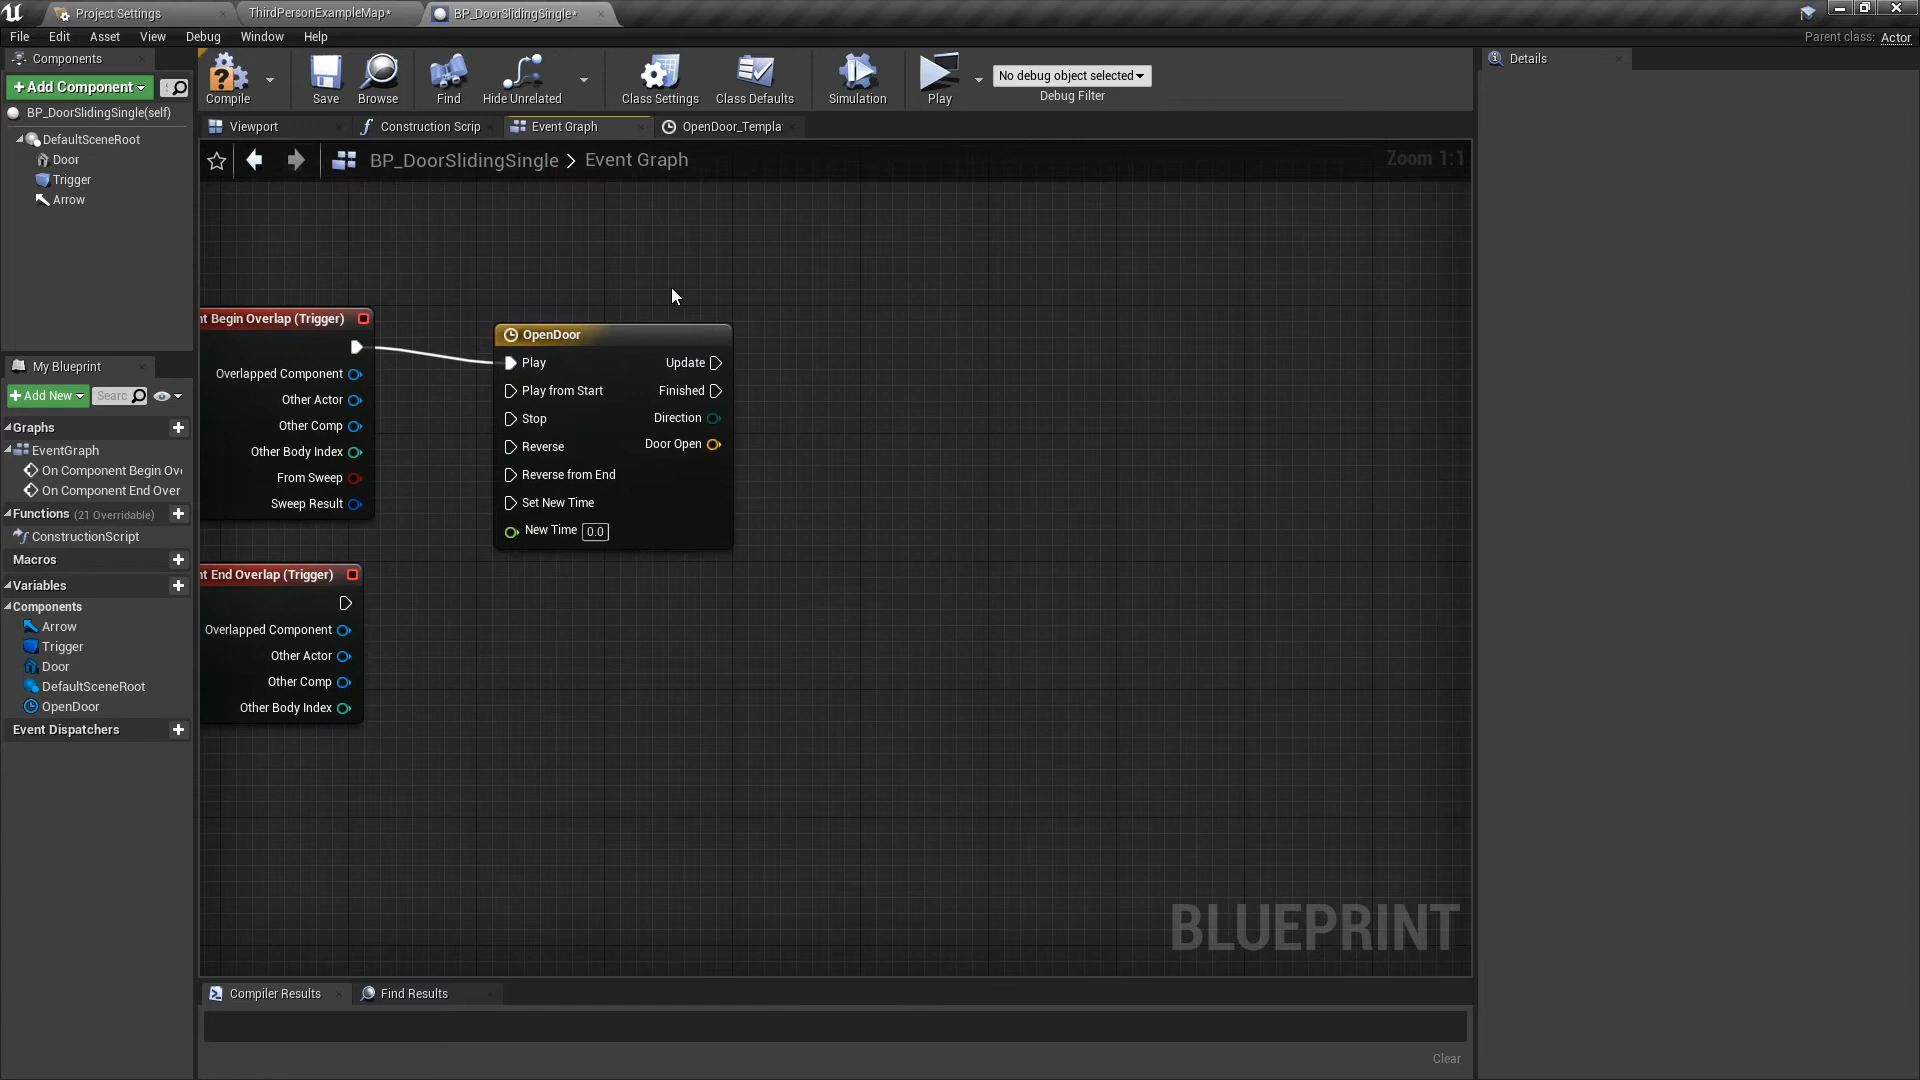 Project Settings
ThirdPersonExampleMap*
BP_DoorSlidingSingle*
File Edit Asset View Debug Window Help
Parent class: Actor
Components
+Add Component
BP_DoorSlidingSingle(self)
DefaultSceneRoot
Door
Trigger
Arrow
Compile
Save
Browse
Find
Hide Unrelated
Class Settings
Class Defaults
Simulation
Play
No debug object selected
Debug Filter
Details
Viewport
Construction Scrip
Event Graph
OpenDoor_Templa
BP_DoorSlidingSingle > Event Graph
Zoom 1:1
nt Begin Overlap (Trigger)
Overlapped Component
Other Actor
Other Comp
Other Body Index
From Sweep
Sweep Result
OpenDoor
Play Update
Play from Start Finished
Stop Direction
Reverse Door Open
Reverse from End
Set New Time
New Time 0.0
nt End Overlap (Trigger)
Overlapped Component
Other Actor
Other Comp
Other Body Index
My Blueprint
+Add New Searc
Graphs
EventGraph
On Component Begin Ove
On Component End Over
Functions (21 Overridable)
ConstructionScript
Macros
Variables
Components
Arrow
Trigger
Door
DefaultSceneRoot
OpenDoor
Event Dispatchers
BLUEPRINT
Compiler Results
Find Results
Clear